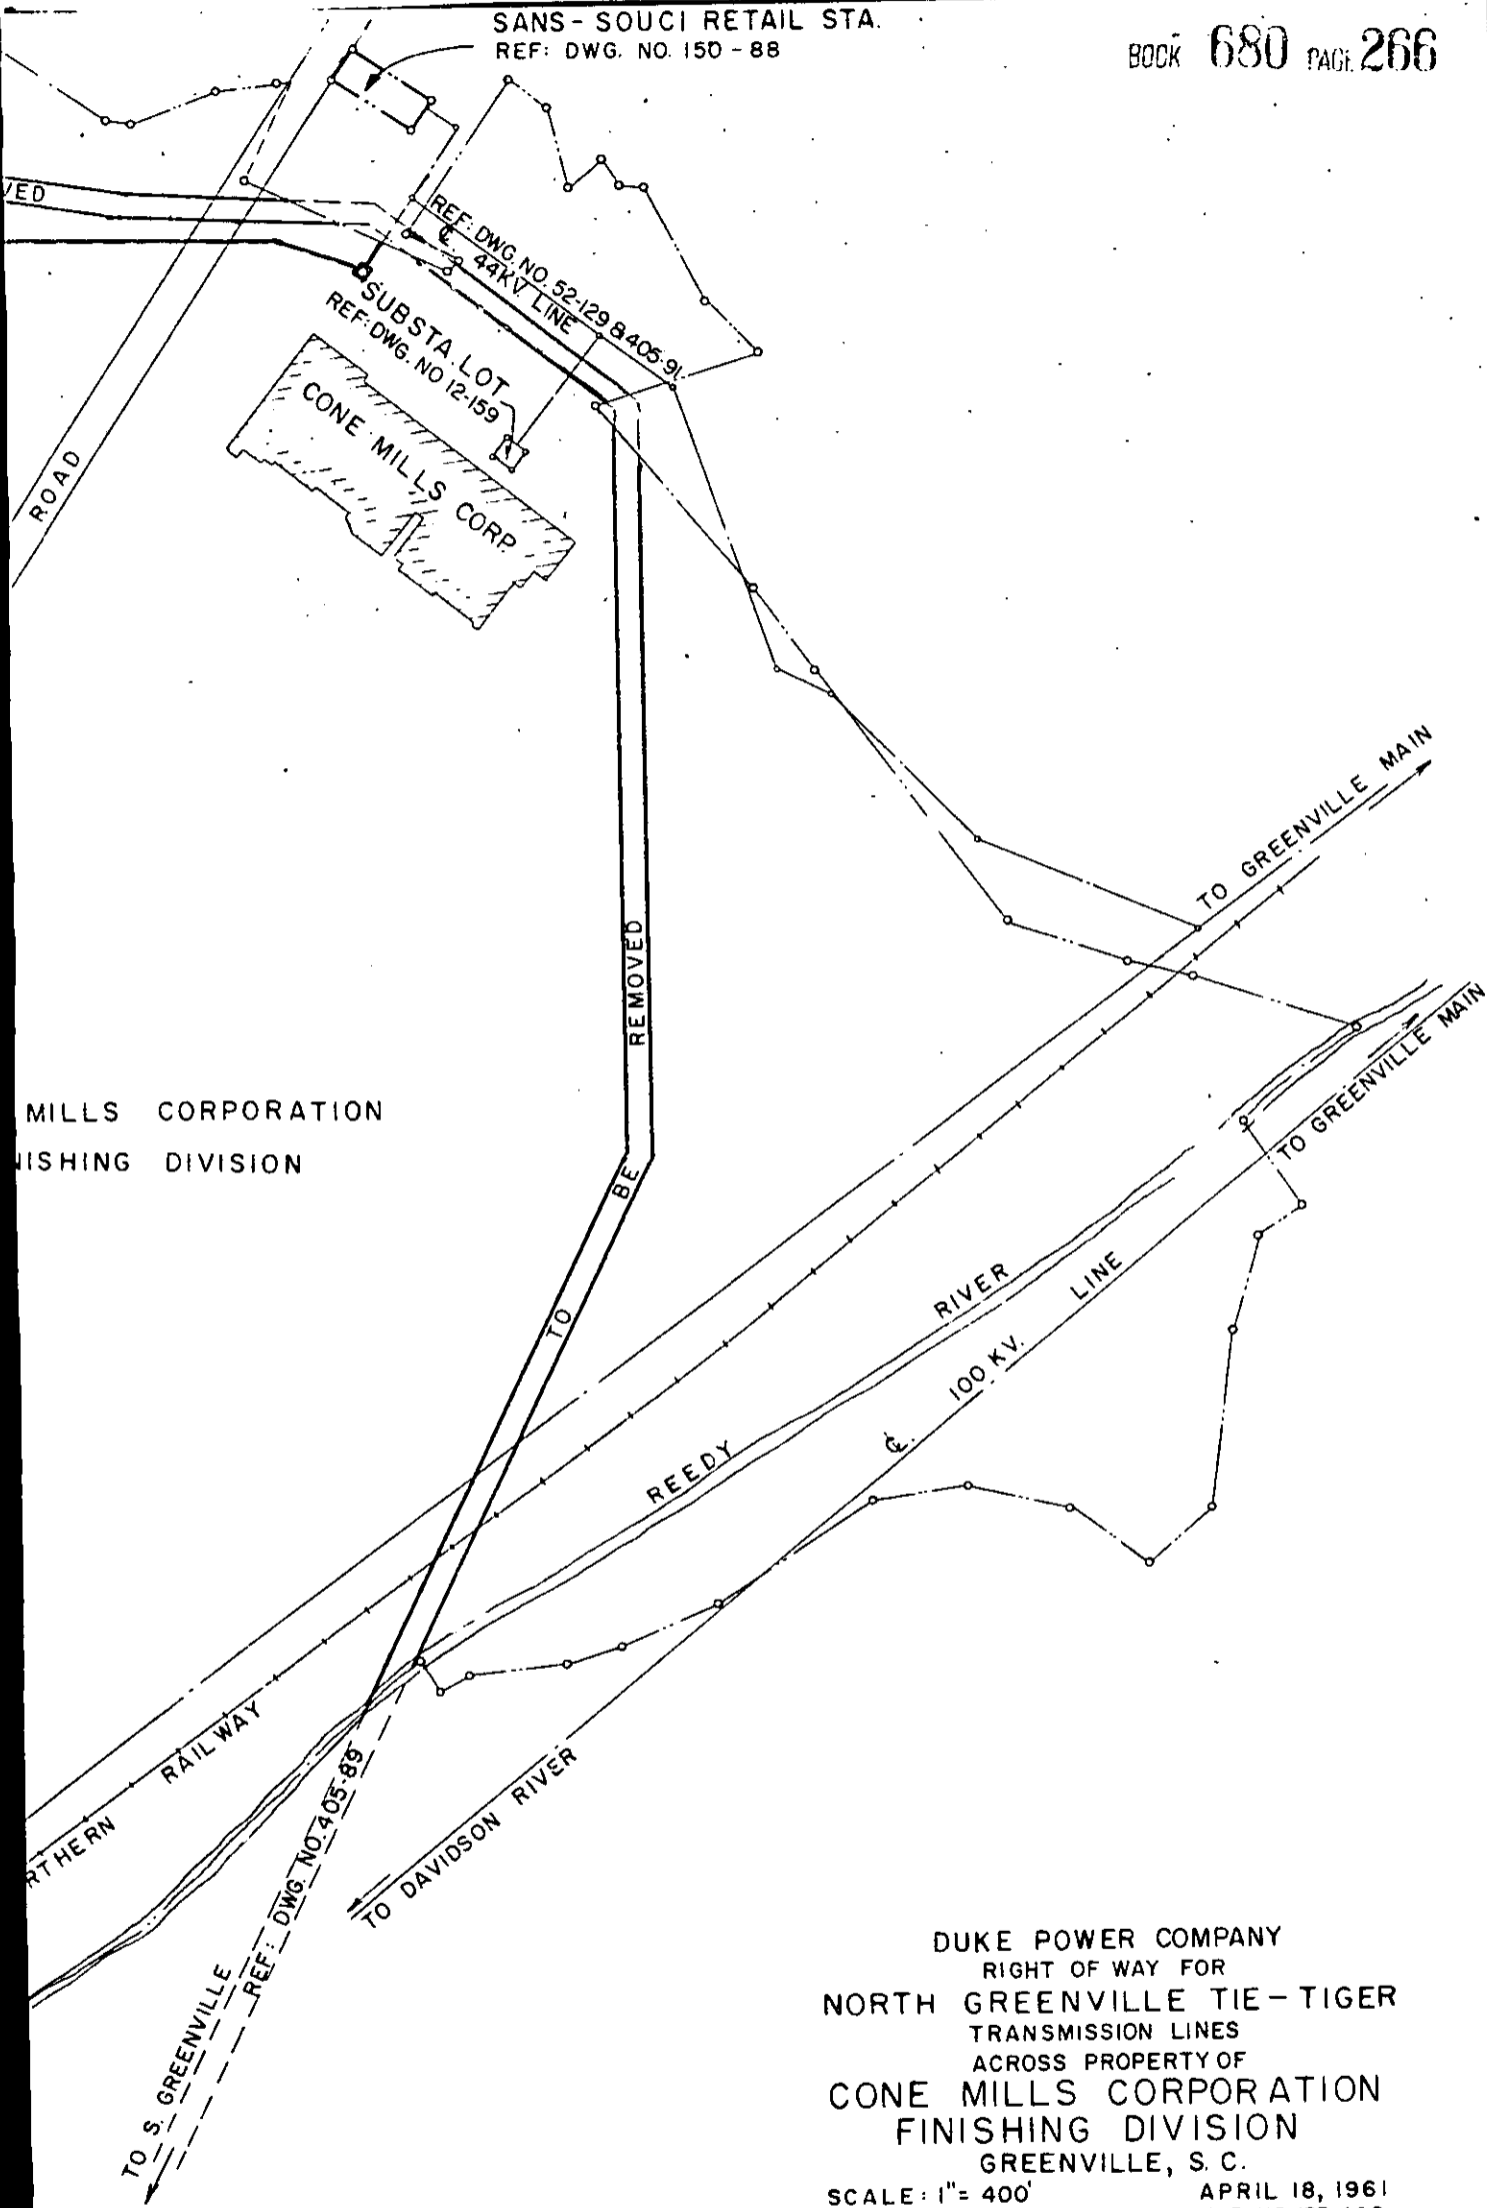 SANS-SOUCI RETAIL STA.
REF: DWG. NO. 150-88
BOOK 680 PAGE 266
VED
REF: DWG. NO. 52-129 & 405-91
℄ 44KV. LINE
SUBSTA. LOT
REF: DWG. NO 12-159
CONE MILLS CORP.
ROAD
TO GREENVILLE MAIN
REMOVED
TO GREENVILLE MAIN
MILLS CORPORATION
NISHING DIVISION
BE
TO
REEDY RIVER
℄ 100 KV. LINE
RTHERN RAILWAY
TO DAVIDSON RIVER
TO S. GREENVILLE
REF: DWG. NO. 405-89
DUKE POWER COMPANY
RIGHT OF WAY FOR
NORTH GREENVILLE TIE-TIGER
TRANSMISSION LINES
ACROSS PROPERTY OF
CONE MILLS CORPORATION
FINISHING DIVISION
GREENVILLE, S. C.
SCALE: 1"= 400' APRIL 18, 1961